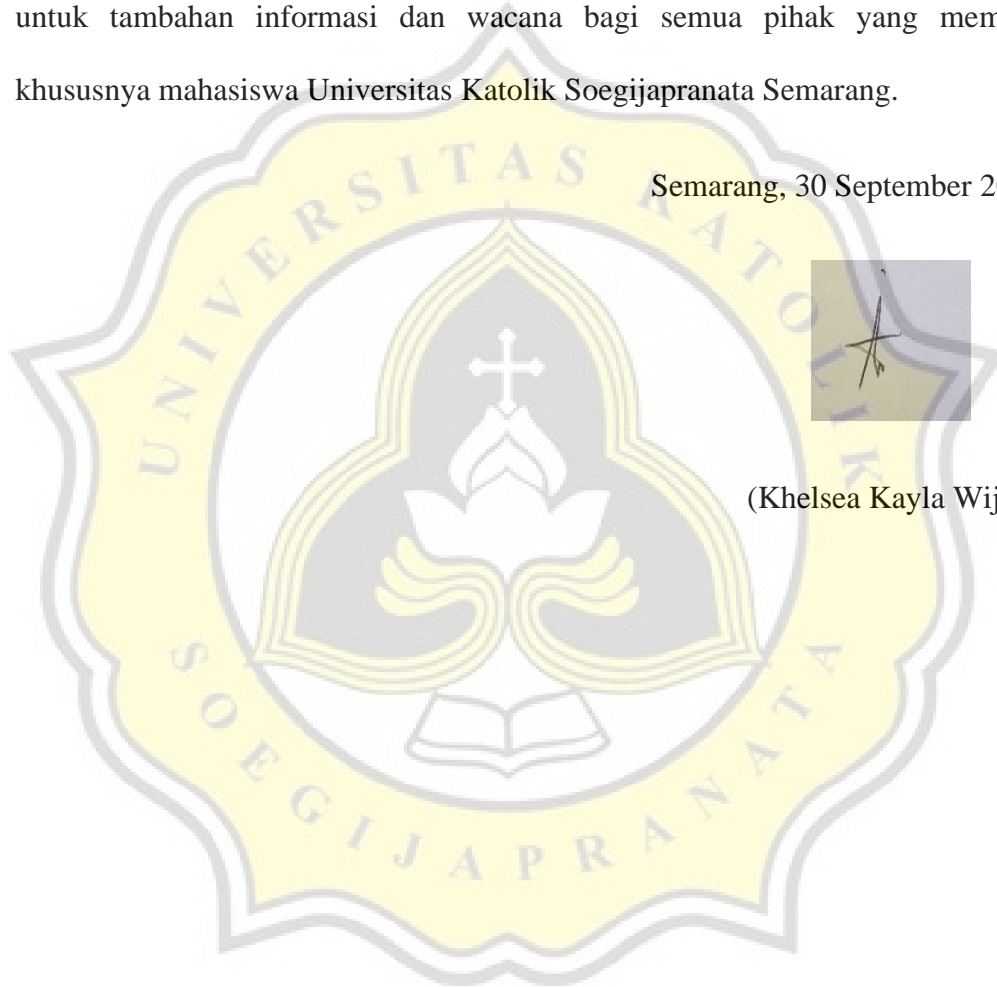 untuk tambahan informasi dan wacana bagi semua pihak yang mem
khususnya mahasiswa Universitas Katolik Soegijapranata Semarang.
Semarang, 30 September 2
(Khelsea Kayla Wij
UNIVERSITAS KATOLIK
SOEGIJAPRANATA